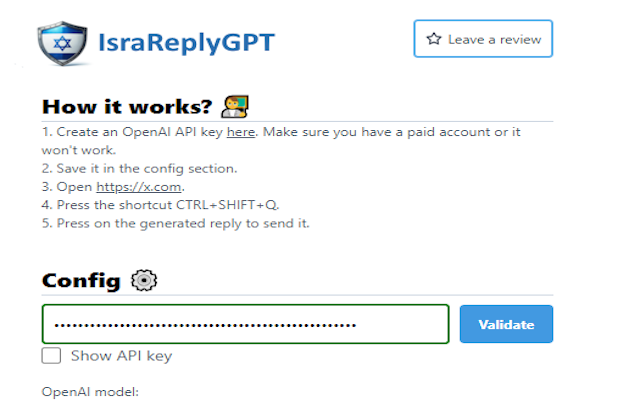 IsraReplyGPT
Leave a review
How it works?
1. Create an OpenAI API key here. Make sure you have a paid account or it
won't work.
2. Save it in the config section.
3. Open https://x.com.
4. Press the shortcut CTRL+SHIFT+Q.
5. Press on the generated reply to send it.
Config
Validate
Show API key
OpenAI model: